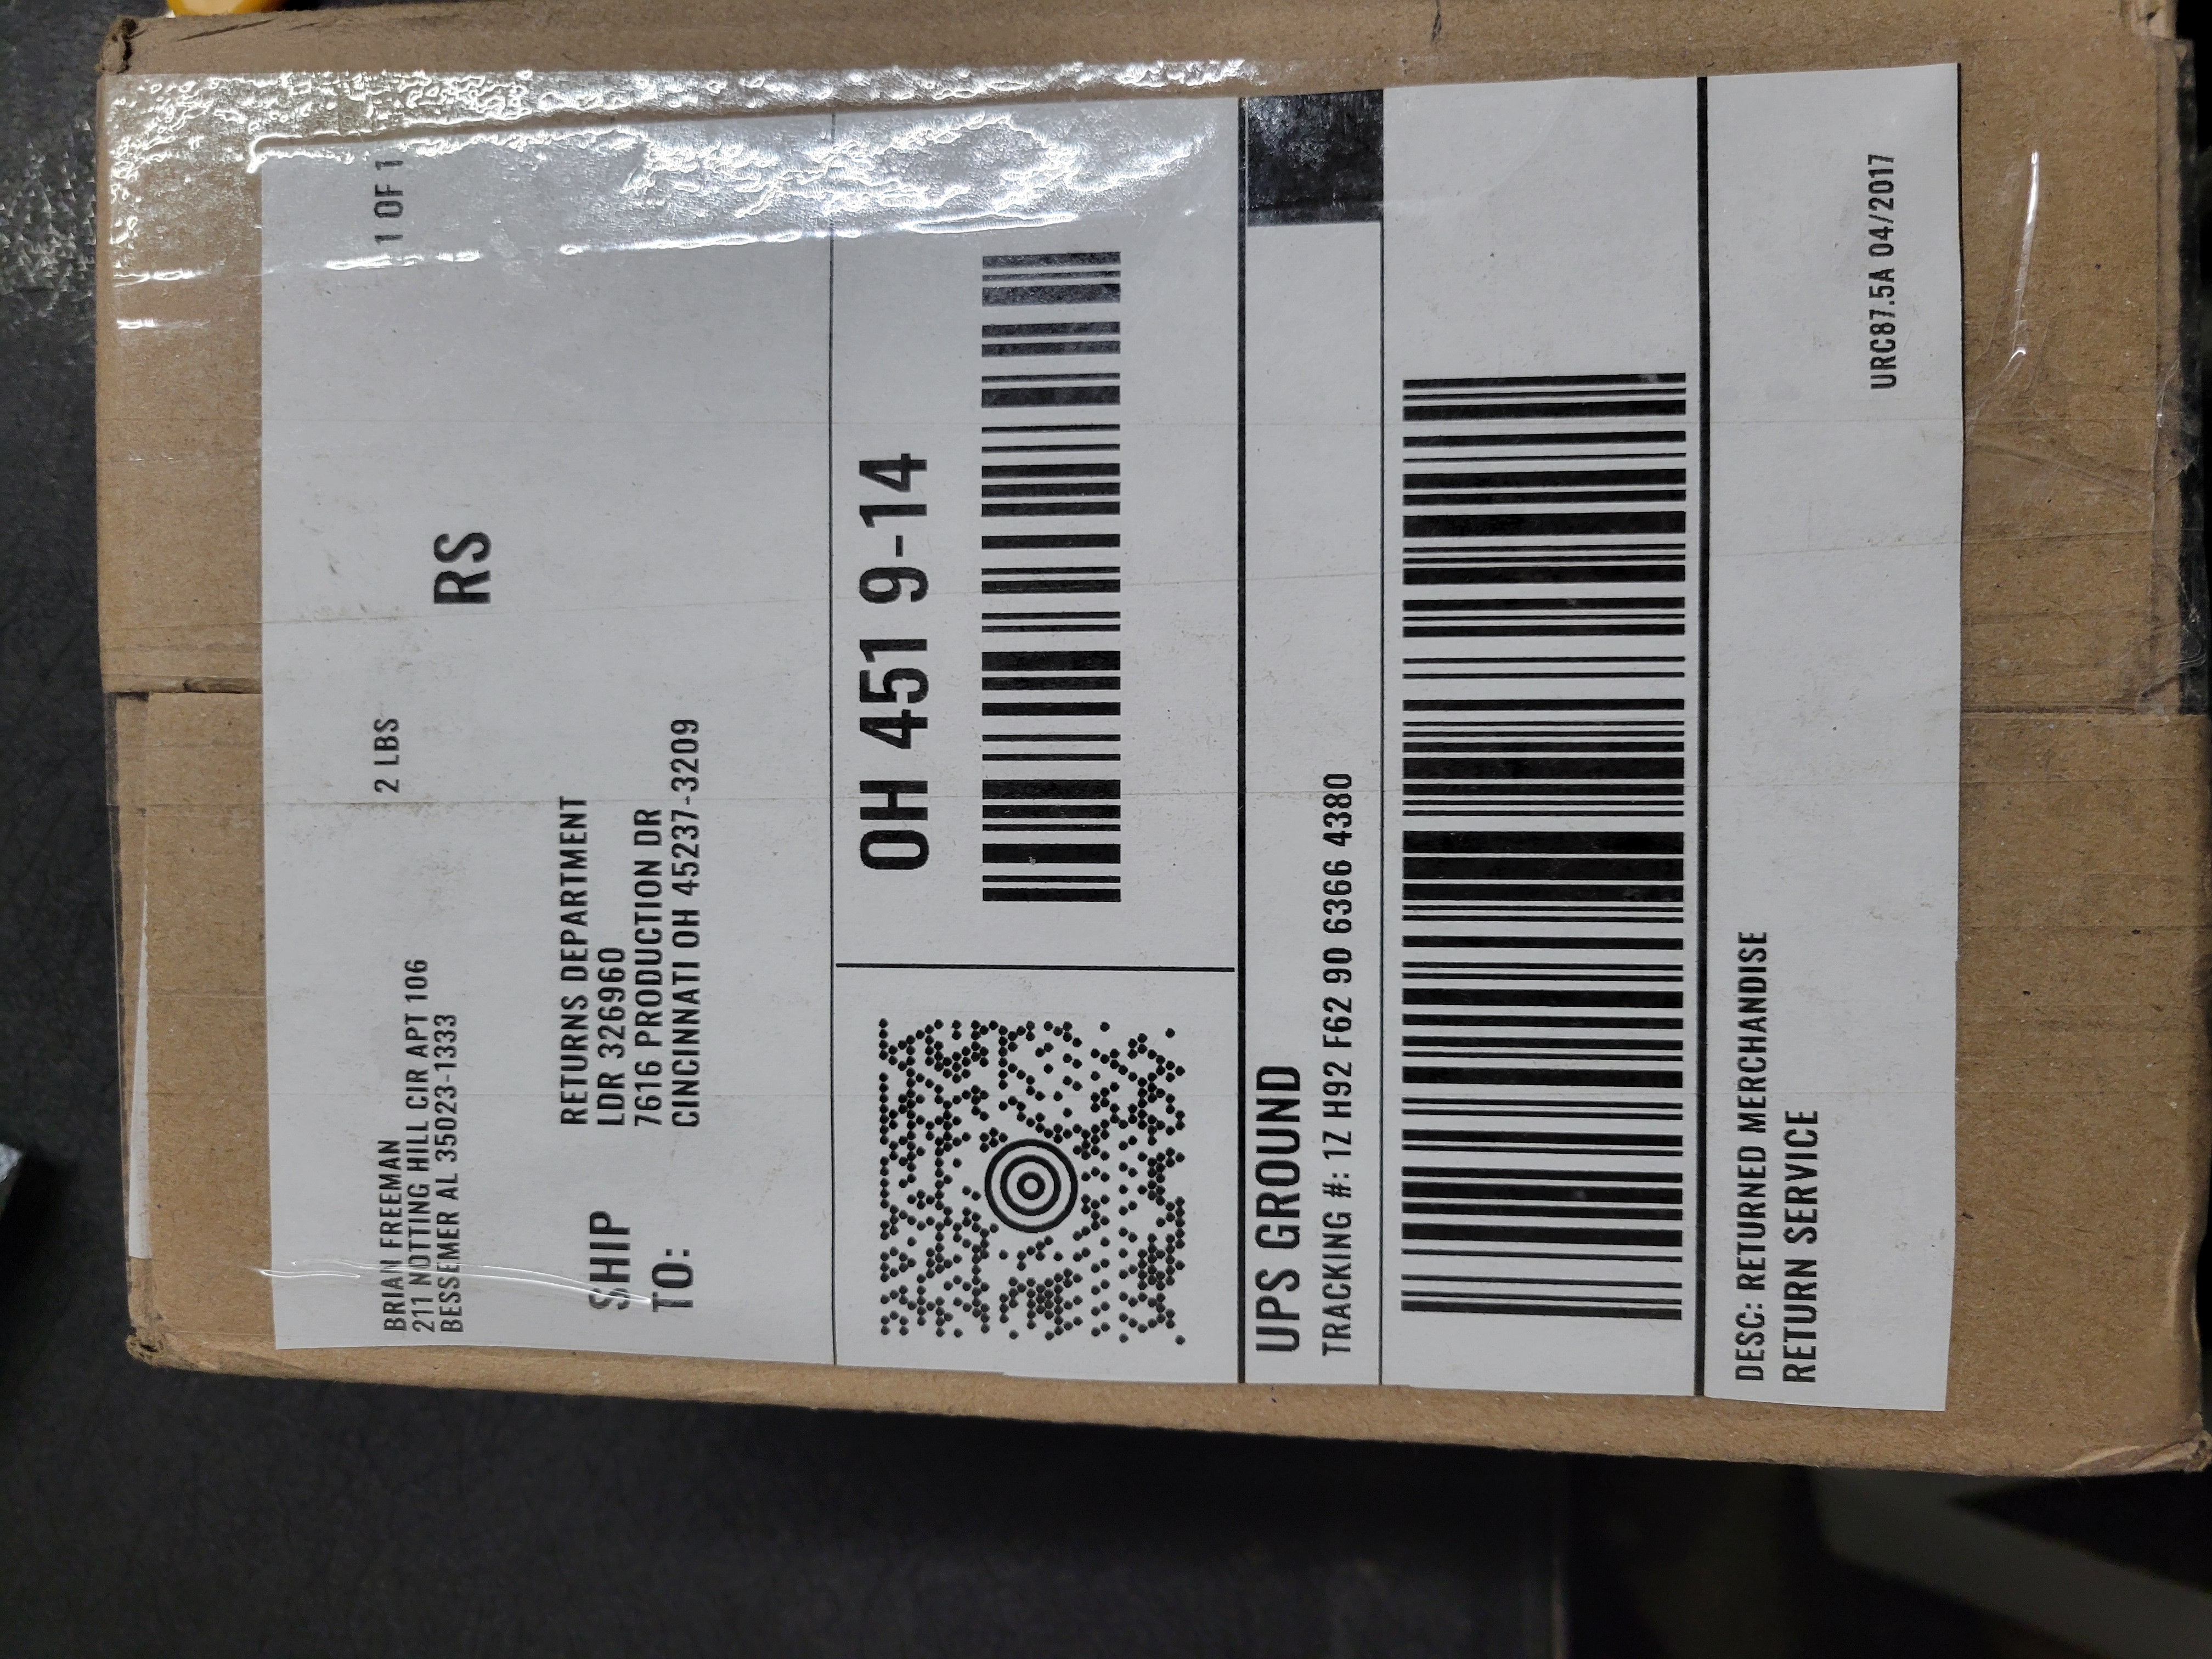 BRIAN FREEMAN
211 NOTTING HILL CIR APT 106
BESSEMER AL 35023-1333
2 LBS
1 OF 1
RS
SHIP
TO:
RETURNS DEPARTMENT
LDR 326960
7616 PRODUCTION DR
CINCINNATI OH 45237-3209
OH 451 9-14
UPS GROUND
TRACKING #: 1Z H92 F62 90 6366 4380
DESC: RETURNED MERCHANDISE
RETURN SERVICE
URC87.5A 04/2017